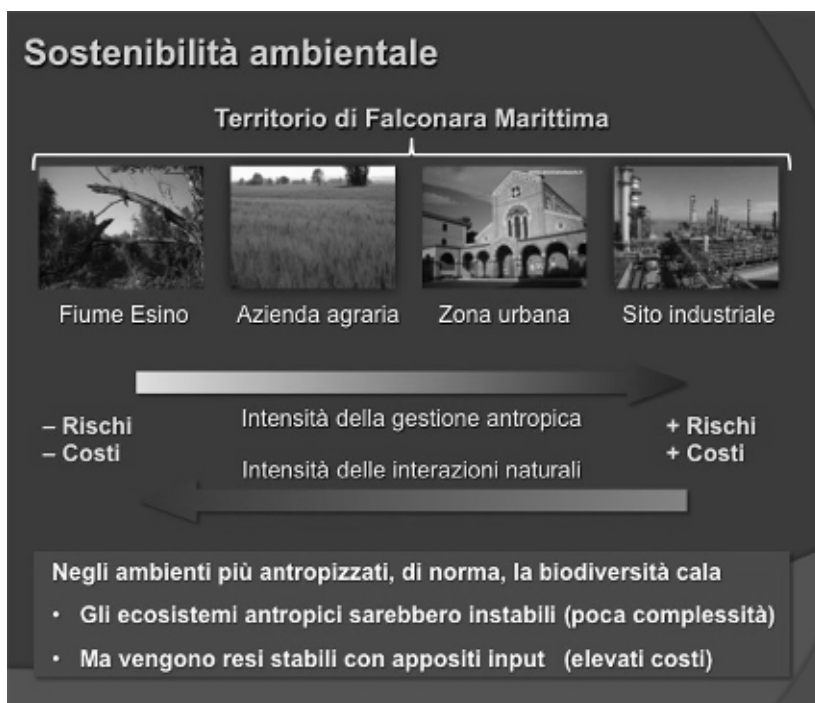 Sostenibilità ambientale
Territorio di Falconara Marittima
Fiume Esino
Azienda agraria
Zona urbana
Sito industriale
– Rischi
– Costi
Intensità della gestione antropica
Intensità delle interazioni naturali
+ Rischi
+ Costi
Negli ambienti più antropizzati, di norma, la biodiversità cala
• Gli ecosistemi antropici sarebbero instabili (poca complessità)
• Ma vengono resi stabili con appositi input (elevati costi)